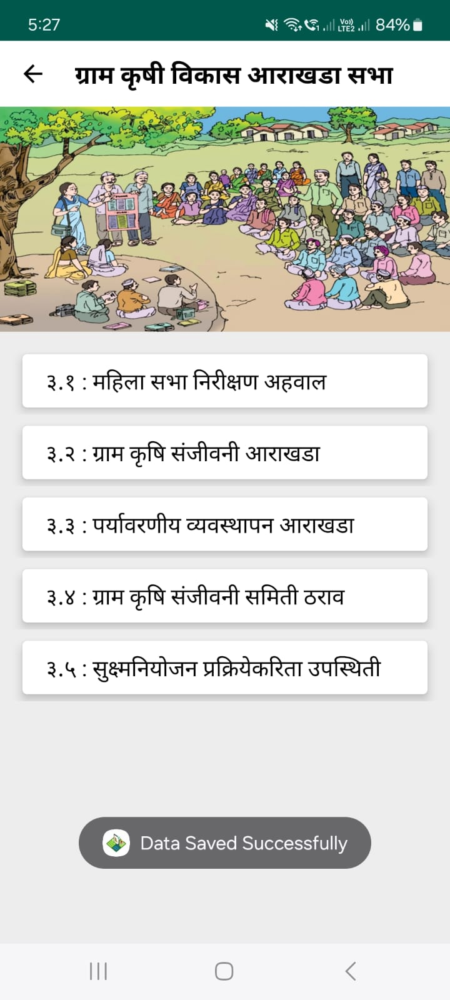 5:27
Vo))
LTE2
84%
ग्राम कृषी विकास आराखडा सभा
३.१ : महिला सभा निरीक्षण अहवाल
३.२ : ग्राम कृषि संजीवनी आराखडा
३.३ : पर्यावरणीय व्यवस्थापन आराखडा
३.४ : ग्राम कृषि संजीवनी समिती ठराव
३.५ : सुक्ष्मनियोजन प्रक्रियेकरिता उपस्थिती
Data Saved Successfully